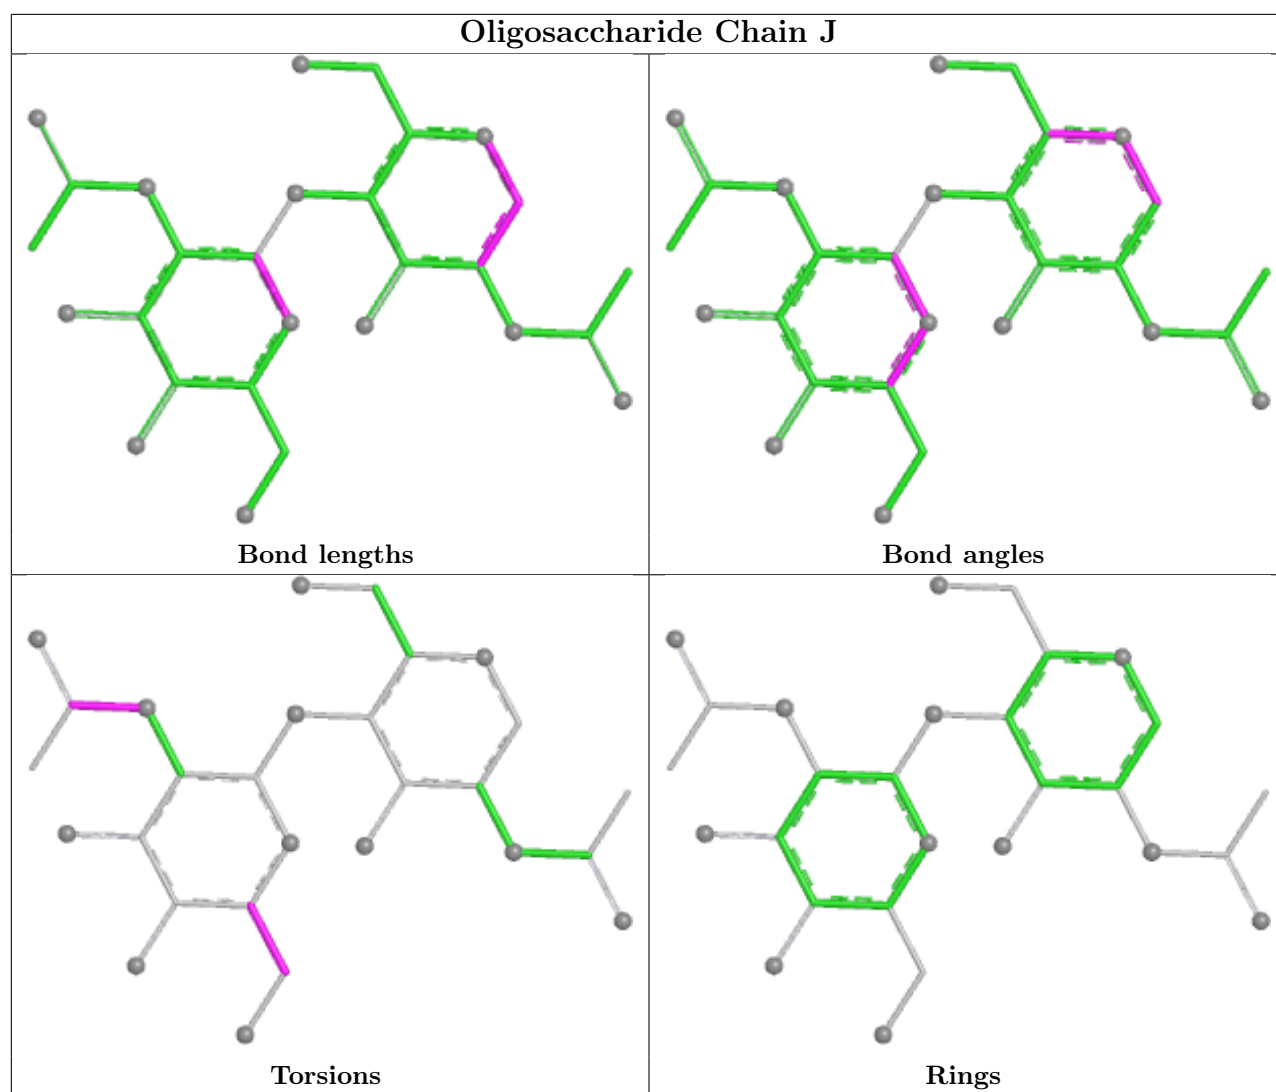 Oligosaccharide Chain J
Bond lengths
Bond angles
Torsions
Rings